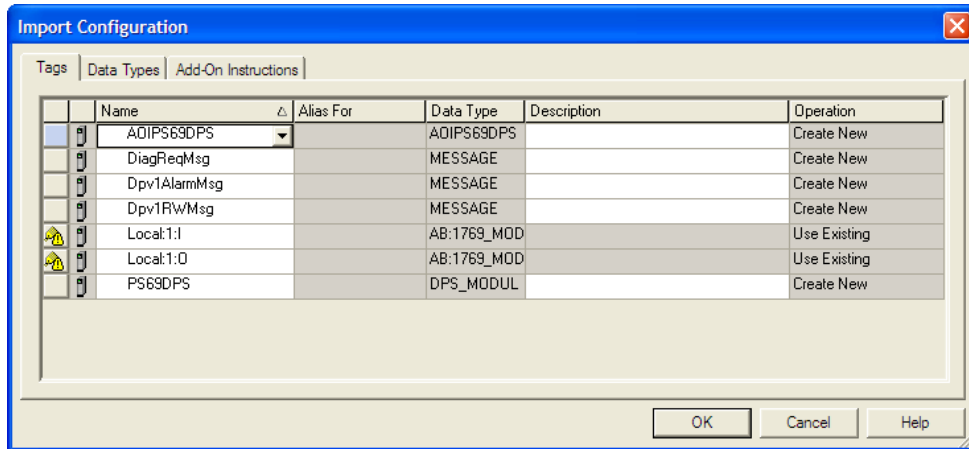 Import Configuration
Tags Data Types Add-On Instructions
Name Alias For Data Type Description Operation
AOIPS69DPS AOIPS69DPS Create New
DiagReqMsg MESSAGE Create New
Dpv1AlarmMsg MESSAGE Create New
Dpv1RWMsg MESSAGE Create New
Local:1:I AB:1769_MOD Use Existing
Local:1:O AB:1769_MOD Use Existing
PS69DPS DPS_MODUL Create New
OK Cancel Help